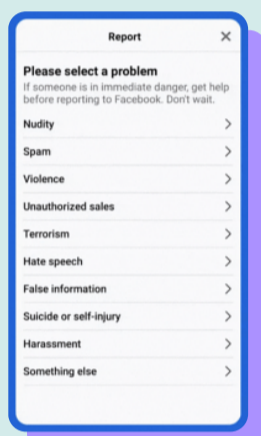 Report
Please select a problem
If someone is in immediate danger, get help
before reporting to Facebook. Don't wait.
Nudity
Spam
Violence
Unauthorized sales
Terrorism
Hate speech
False information
Suicide or self-injury
Harassment
Something else